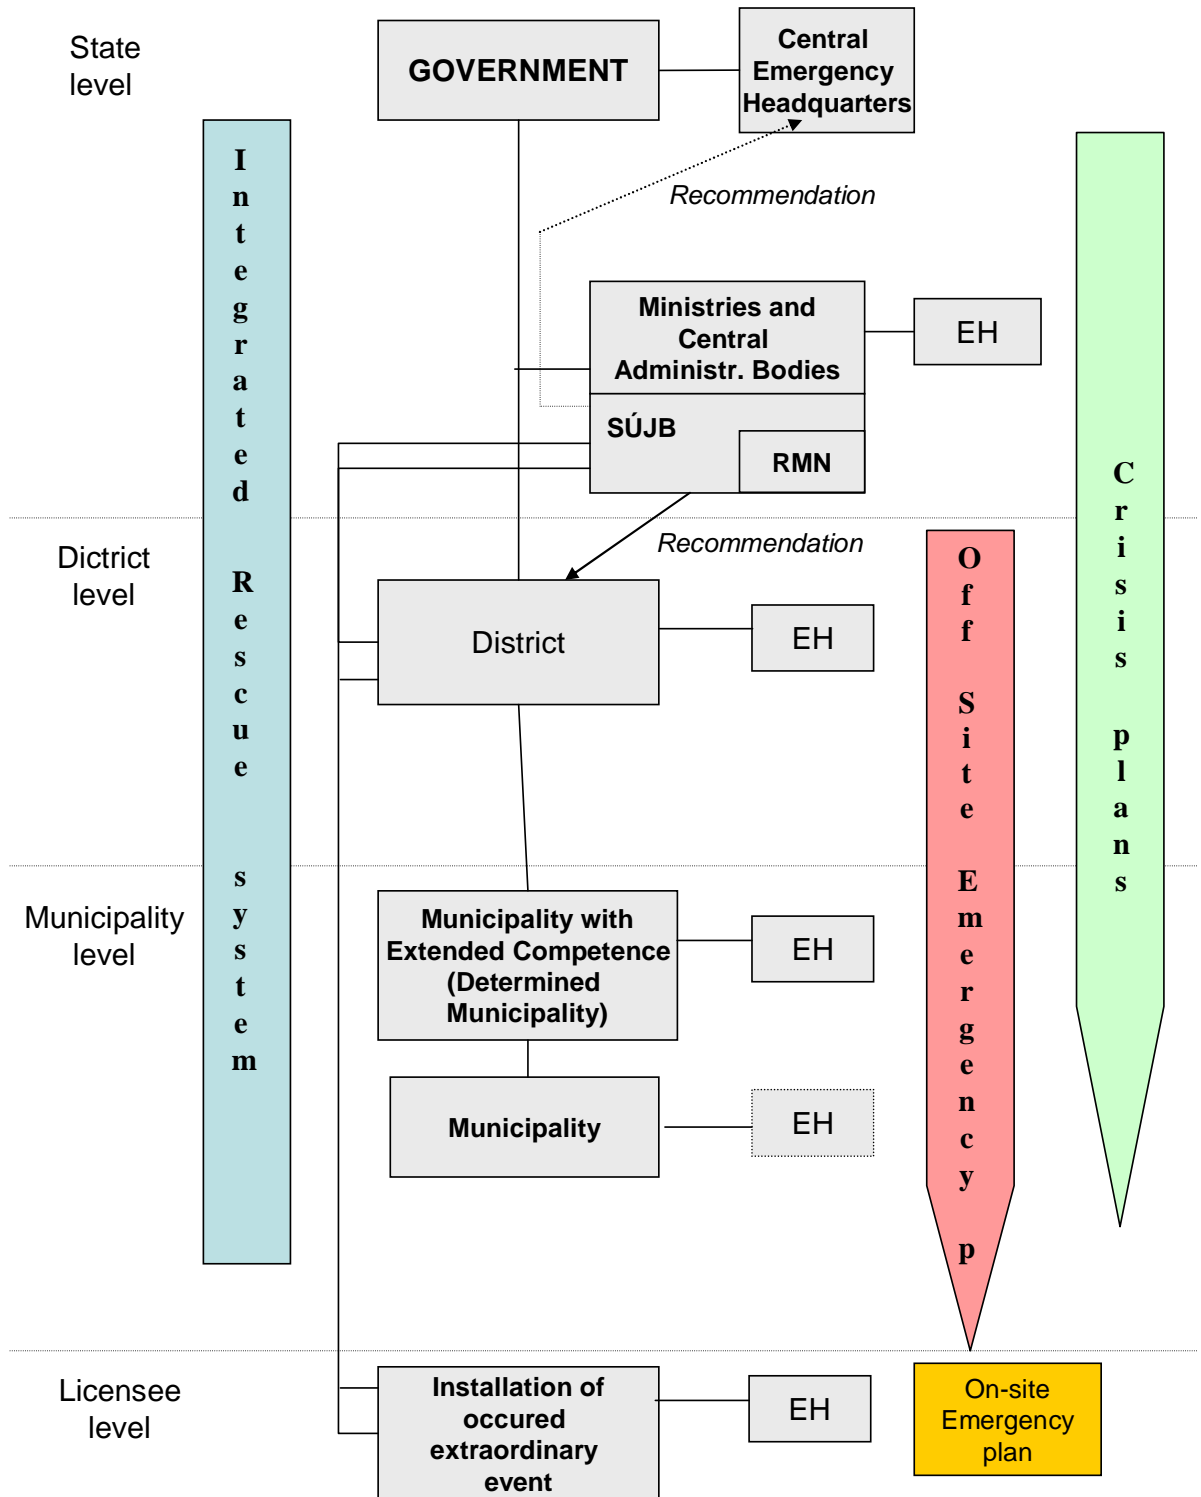 State
level
GOVERNMENT
Central
Emergency
Headquarters
Integrated Rescue system
Recommendation
Ministries and
Central
Administr. Bodies
EH
SÚJB
RMN
Crisis plans
Dictrict
level
Recommendation
Off Site Emergency p
District
EH
Municipality
level
Municipality with
Extended Competence
(Determined
Municipality)
EH
Municipality
EH
Licensee
level
Installation of
occured
extraordinary
event
EH
On-site
Emergency
plan